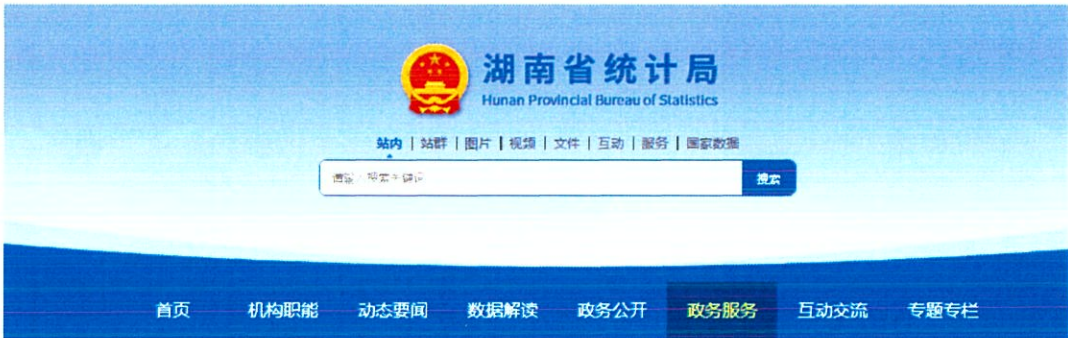 湖南省统计局
Hunan Provincial Bureau of Statistics
站内 | 站群 | 图片 | 视频 | 文件 | 互动 | 服务 | 国家数据
搜索
首页 机构职能 动态要闻 数据解读 政务公开 政务服务 互动交流 专题专栏